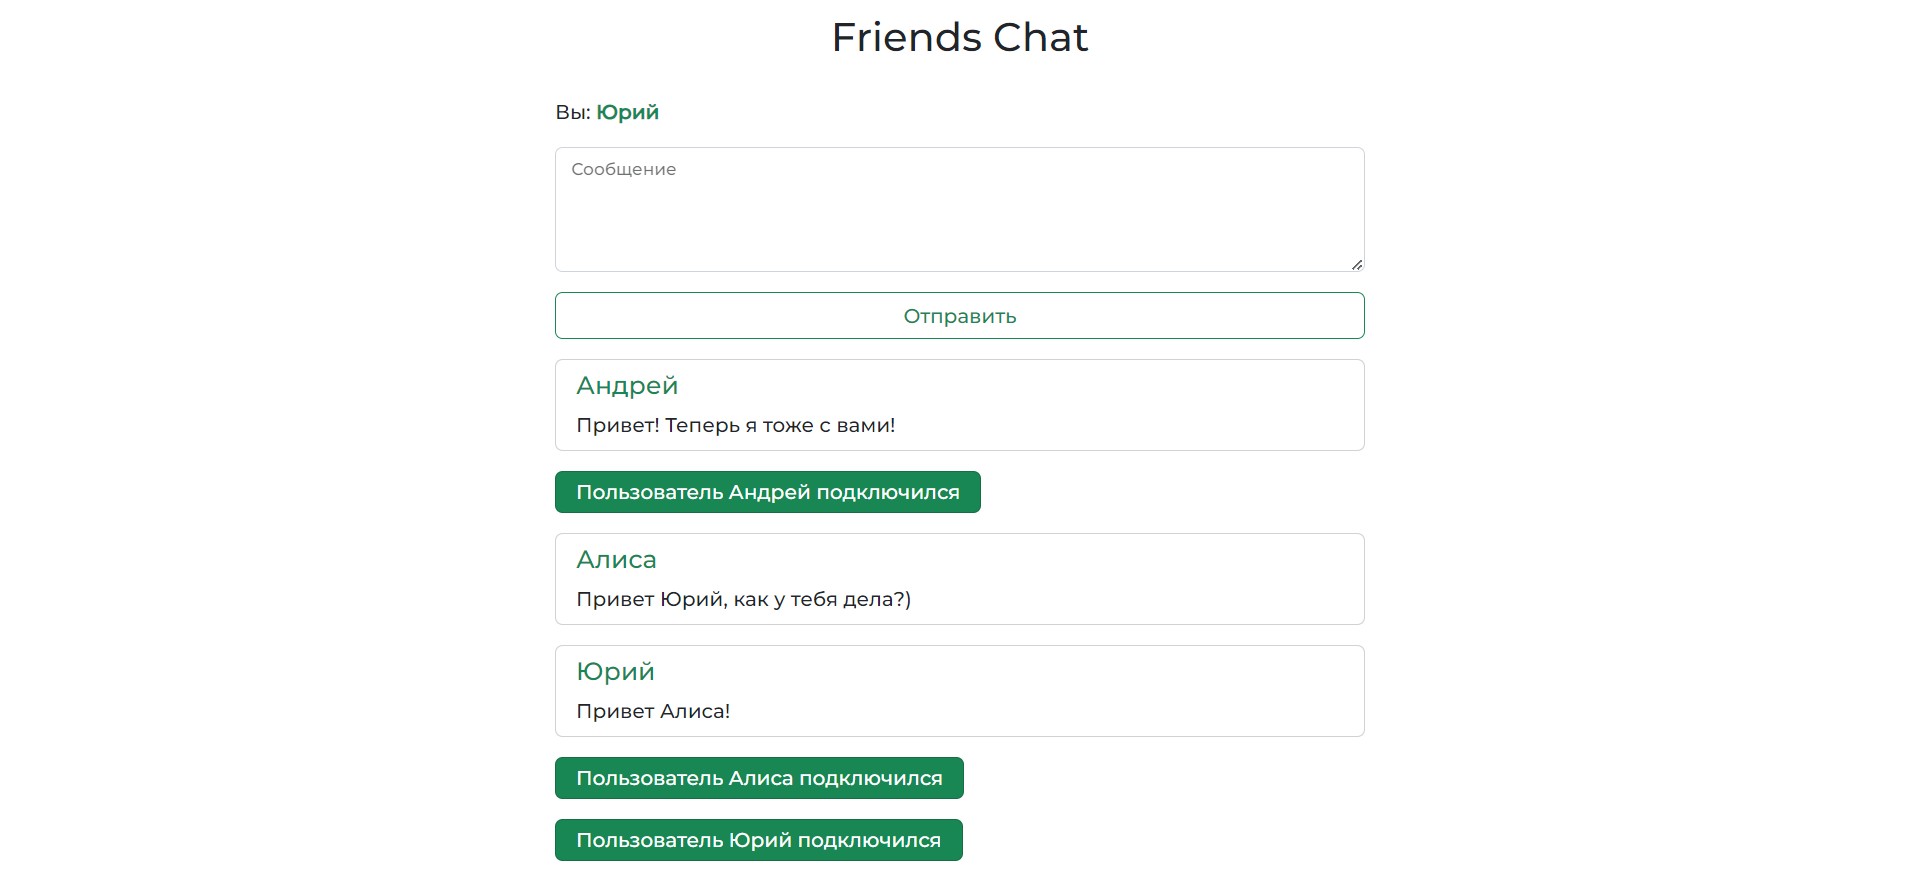 Friends Chat
Вы: Юрий
Сообщение
Отправить
Андрей
Привет! Теперь я тоже с вами!
Пользователь Андрей подключился
Алиса
Привет Юрий, как у тебя дела?)
Юрий
Привет Алиса!
Пользователь Алиса подключился
Пользователь Юрий подключился